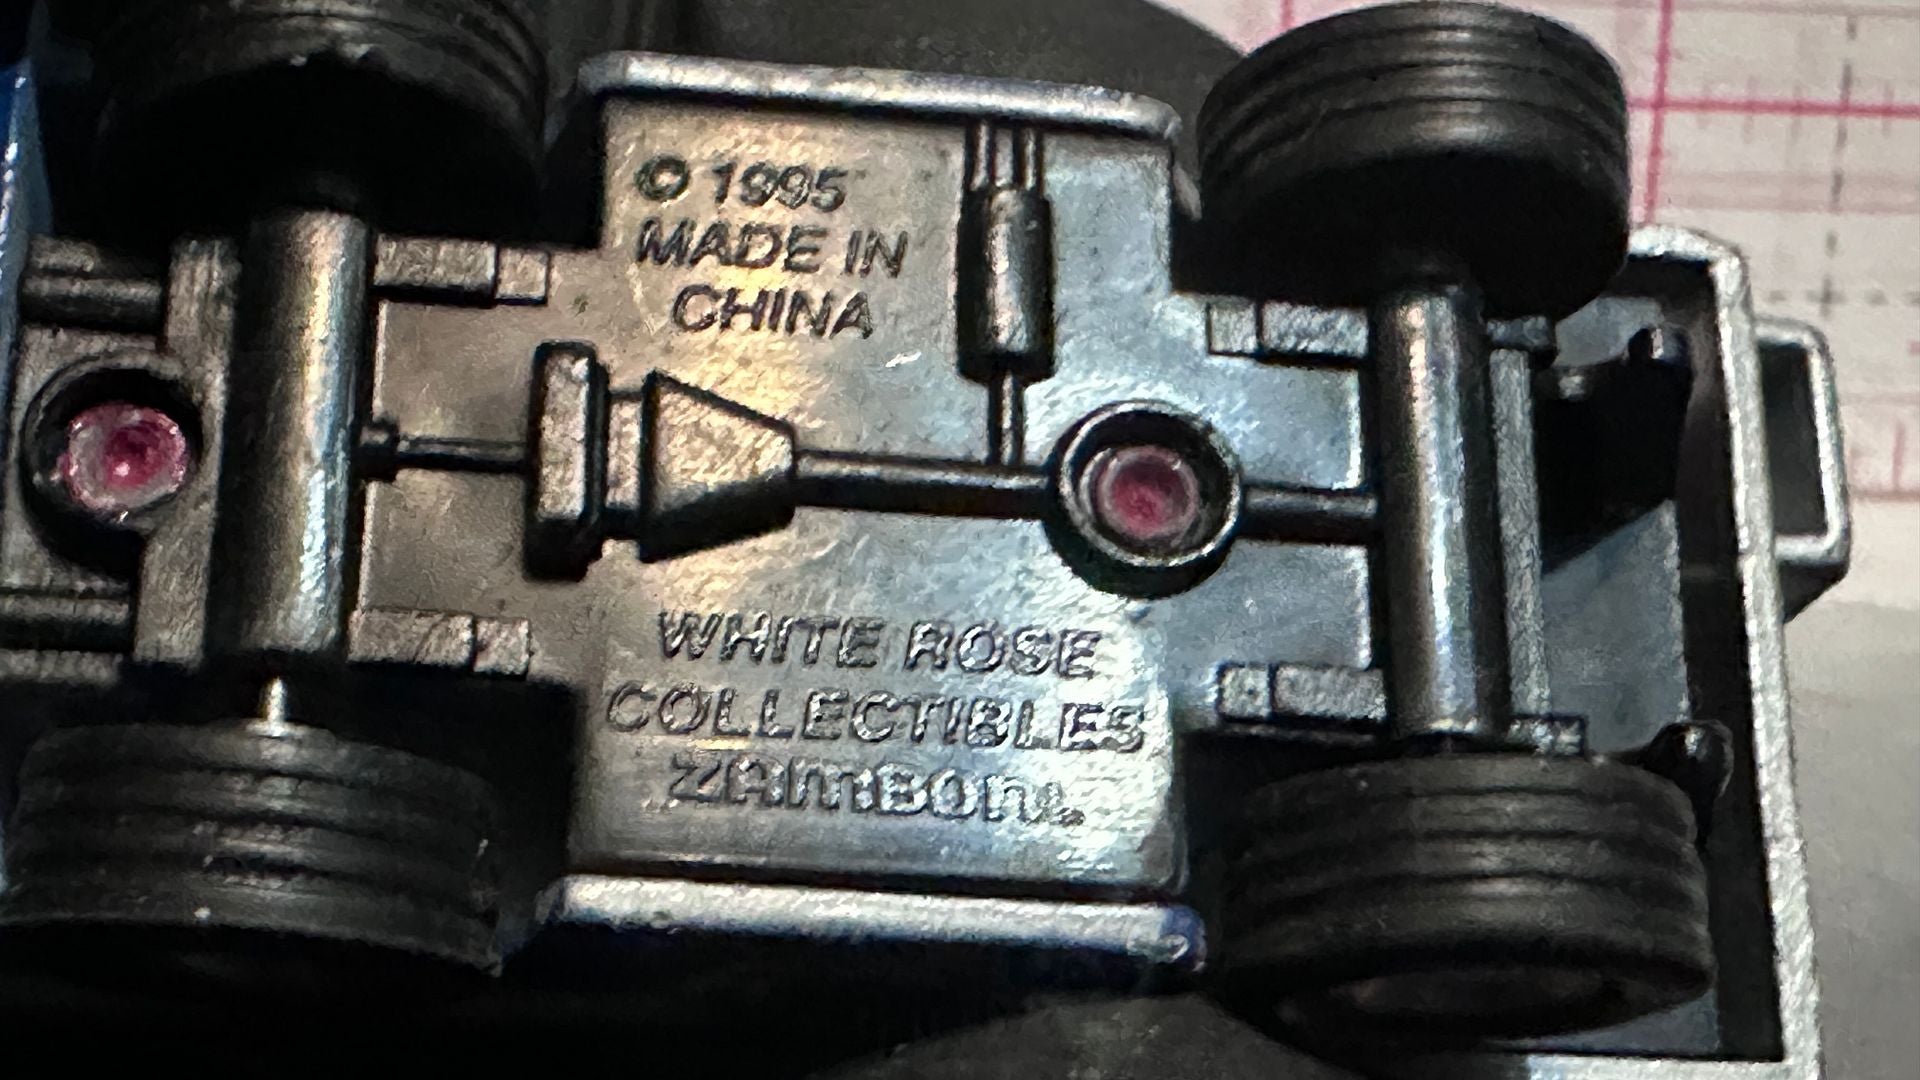 © 1995
MADE IN
CHINA
WHITE ROSE
COLLECTIBLES
ZAMBONI